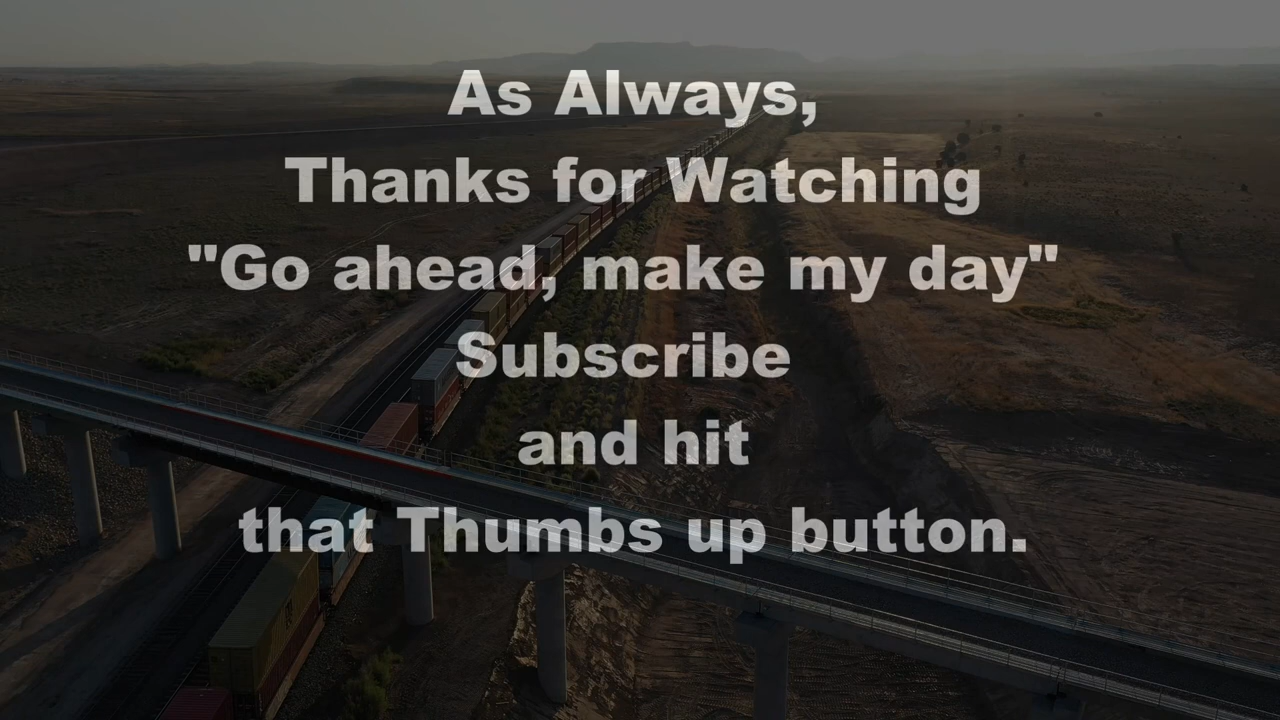 As Always,
Thanks for Watching
"Go ahead, make my day"
Subscribe
and hit
that Thumbs up button.